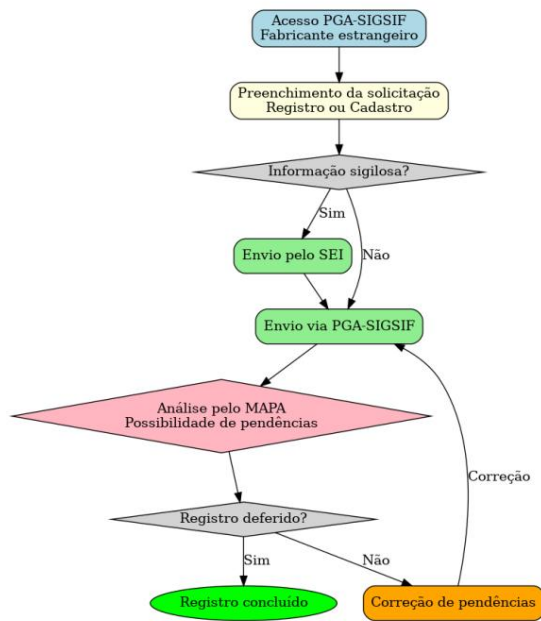 Acesso PGA-SIGSIF
Fabricante estrangeiro
Preenchimento da solicitação
Registro ou Cadastro
Informação sigilosa?
Sim
Envio pelo SEI
Não
Envio via PGA-SIGSIF
Análise pelo MAPA
Possibilidade de pendências
Correção
Registro deferido?
Sim
Não
Registro concluído
Correção de pendências